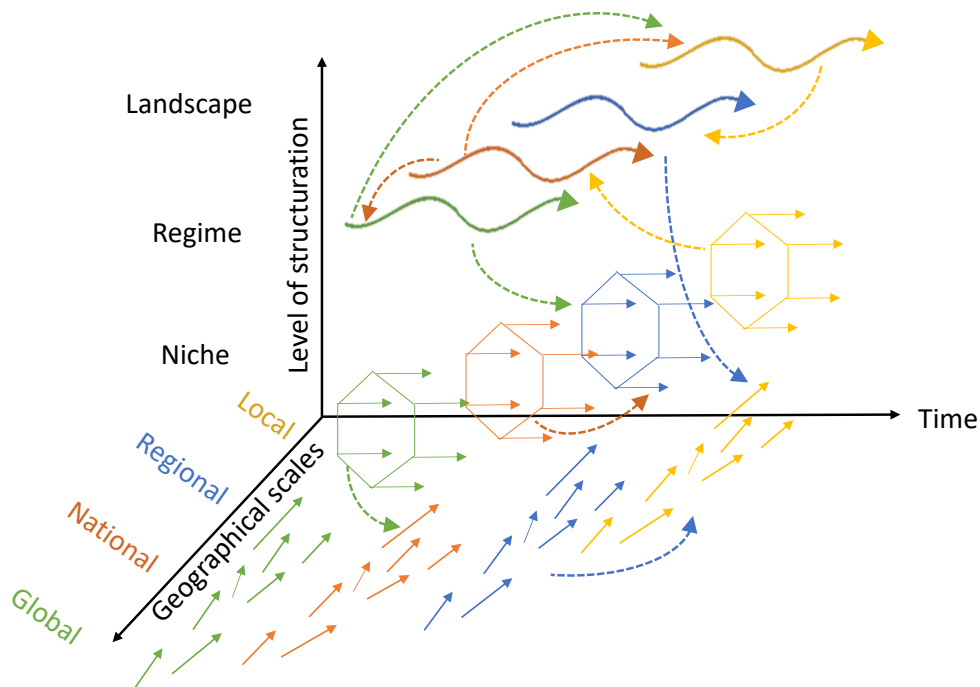 Landscape
Regime
Niche
Level of structuration
Local
Regional
National
Global
Geographical scales
Time